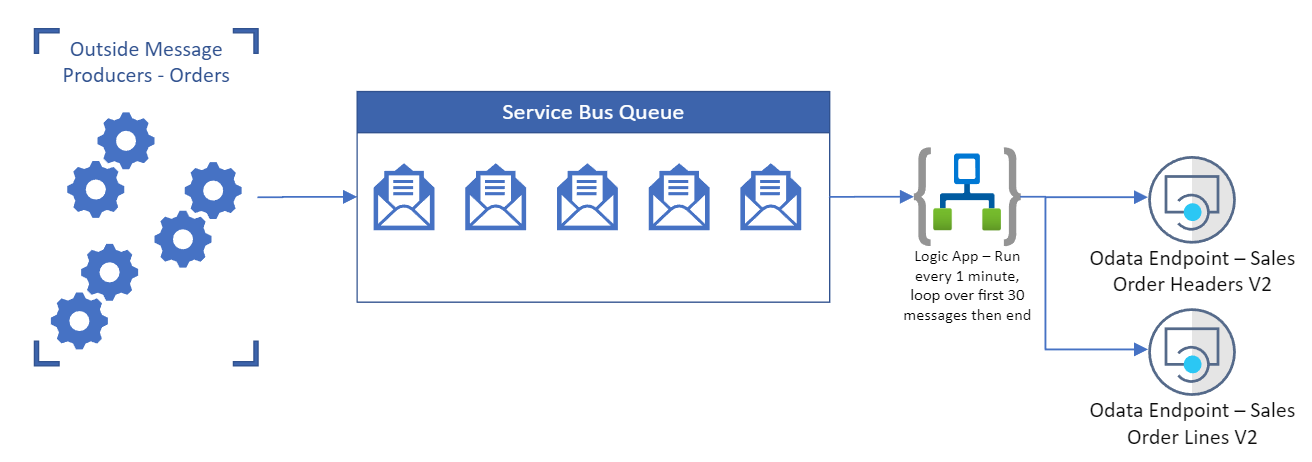 Outside Message
Producers - Orders
Service Bus Queue
Logic App – Run
every 1 minute,
loop over first 30
messages then end
Odata Endpoint – Sales
Order Headers V2
Odata Endpoint – Sales
Order Lines V2